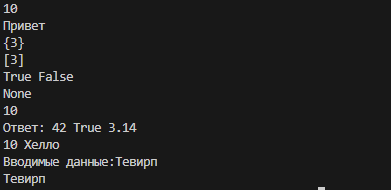 10
Привет
{3}
[3]
True False
None
10
Ответ: 42 True 3.14
10 Хелло
Вводимые данные:Тевирп
Тевирп